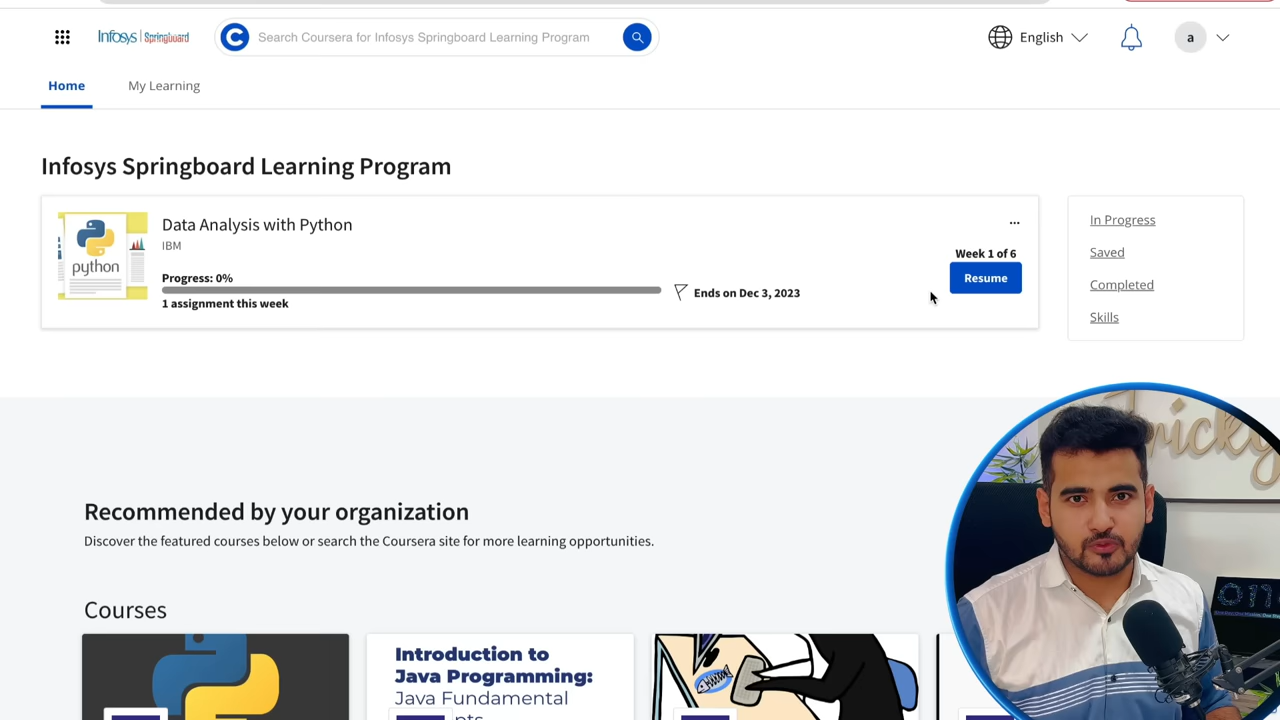 Infosys | Springboard
C Search Coursera for Infosys Springboard Learning Program
English
a
Home
My Learning
Infosys Springboard Learning Program
python
Data Analysis with Python
IBM
...
Week 1 of 6
Progress: 0%
Resume
Ends on Dec 3, 2023
1 assignment this week
In Progress
Saved
Completed
Skills
Recommended by your organization
Discover the featured courses below or search the Coursera site for more learning opportunities.
Courses
Introduction to
Java Programming:
Java Fundamental